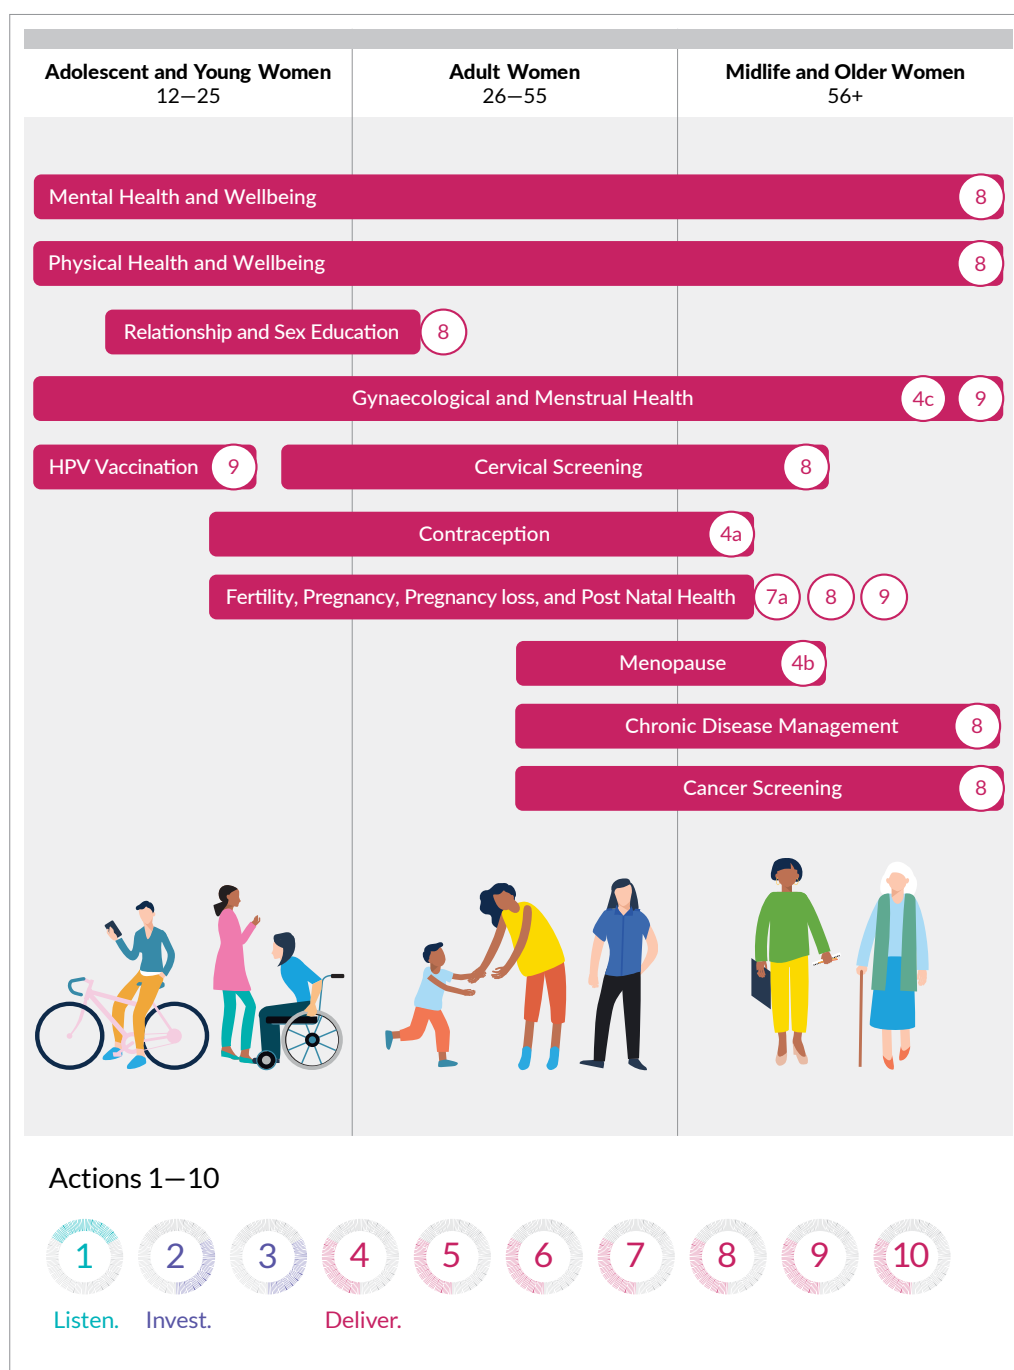 Adolescent and Young Women
12—25
Adult Women
26—55
Midlife and Older Women
56+
Mental Health and Wellbeing 8
Physical Health and Wellbeing 8
Relationship and Sex Education 8
Gynaecological and Menstrual Health 4c 9
HPV Vaccination 9 Cervical Screening 8
Contraception 4a
Fertility, Pregnancy, Pregnancy loss, and Post Natal Health 7a 8 9
Menopause 4b
Chronic Disease Management 8
Cancer Screening 8
Actions 1—10
1 2 3 4 5 6 7 8 9 10
Listen. Invest. Deliver.